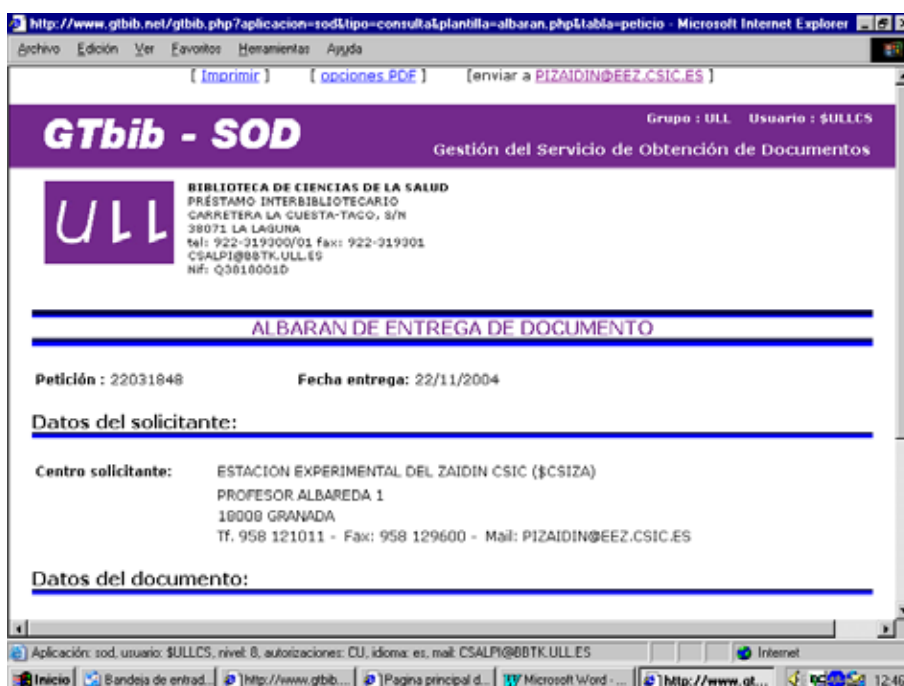 http://www.gtbib.net/gtbib.php?aplicacion=sod&tipo=consulta&plantilla=albaran.php&tabla=peticio - Microsoft Internet Explorer
Archivo Edición Ver Favoritos Herramientas Ayuda
[ Imprimir ] [ opciones PDF ] [enviar a PIZAIDIN@EEZ.CSIC.ES ]
GTbib - SOD
Grupo : ULL Usuario : $ULLCS
Gestión del Servicio de Obtención de Documentos
ULL
BIBLIOTECA DE CIENCIAS DE LA SALUD
PRÉSTAMO INTERBIBLIOTECARIO
CARRETERA LA CUESTA-TACO, S/N
38071 LA LAGUNA
tel: 922-319300/01 fax: 922-319301
CSALPI@BBTK.ULL.ES
Nif: Q3818001D
ALBARAN DE ENTREGA DE DOCUMENTO
Petición : 22031848 Fecha entrega: 22/11/2004
Datos del solicitante:
Centro solicitante: ESTACION EXPERIMENTAL DEL ZAIDIN CSIC ($CSIZA)
PROFESOR ALBAREDA 1
18008 GRANADA
Tf. 958 121011 - Fax: 958 129600 - Mail: PIZAIDIN@EEZ.CSIC.ES
Datos del documento:
Aplicación: sod, usuario: $ULLCS, nivel: 8, autorizaciones: CU, idioma: es, mail: CSALPI@BBTK.ULL.ES Internet
Inicio Bandeja de entrad... http://www.gtbib.... Pagina principal d... Microsoft Word - ... http://www.gt... 12:46